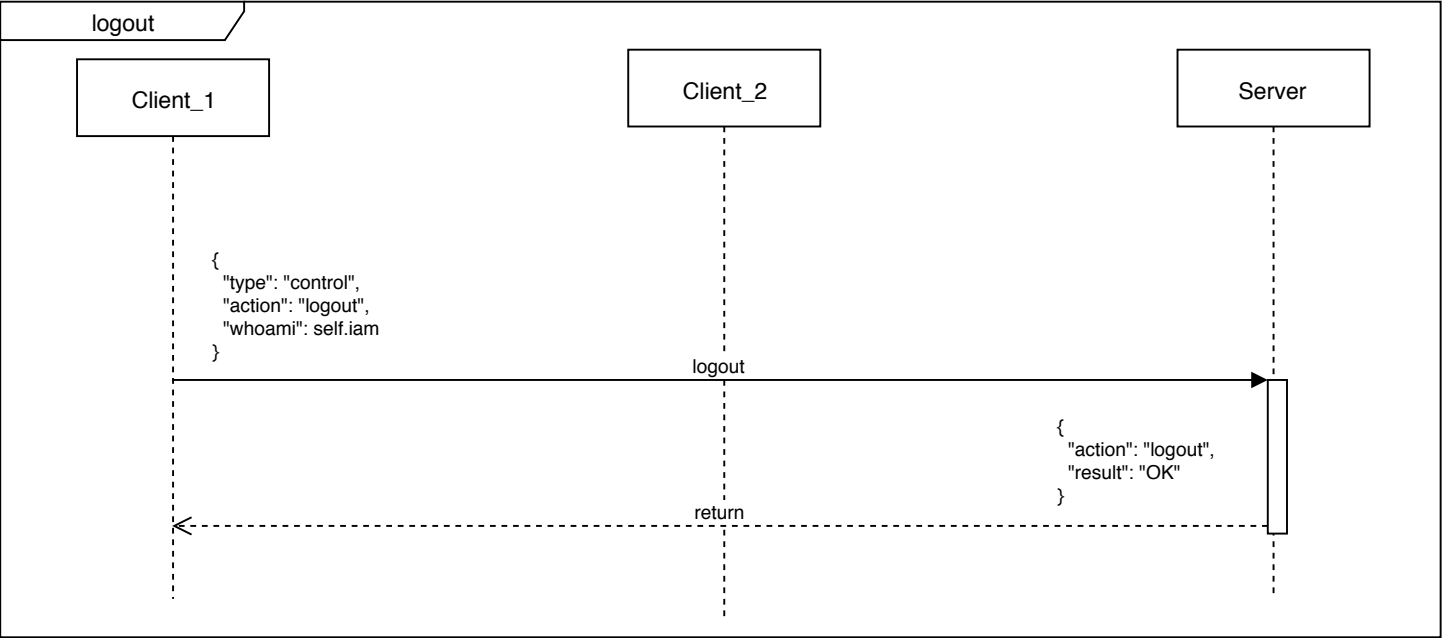 logout
Client_1
Client_2
Server
{
"type": "control",
"action": "logout",
"whoami": self.iam
}
logout
{
"action": "logout",
"result": "OK"
}
return